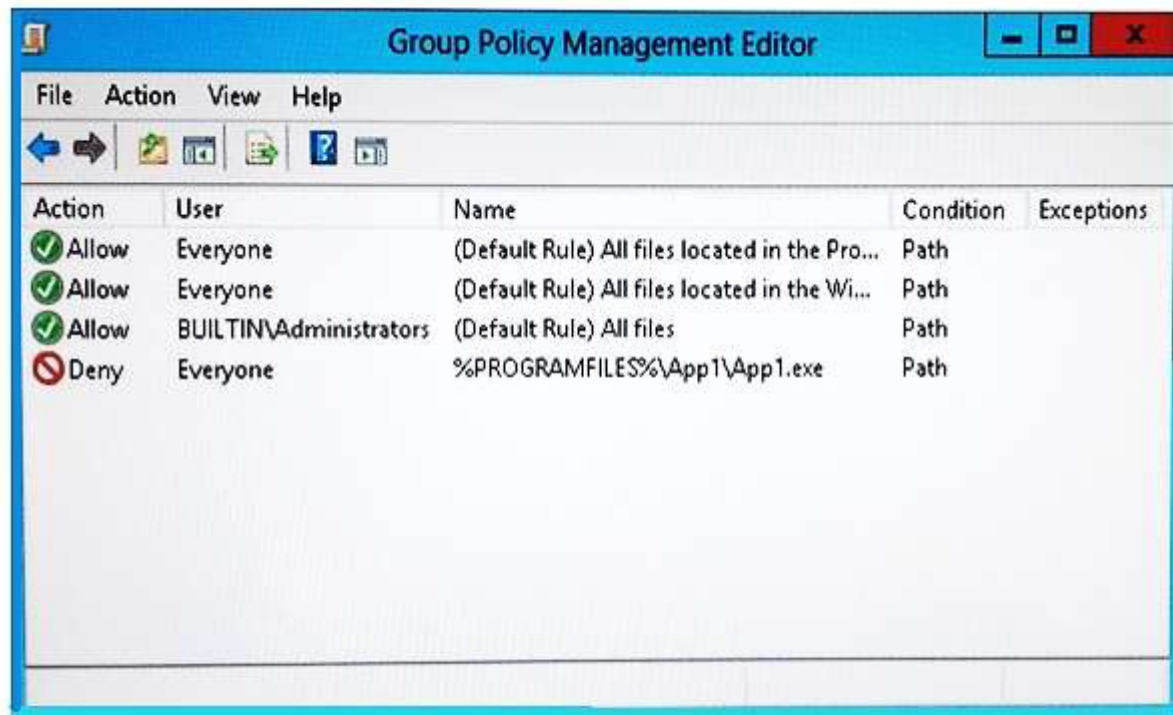 Group Policy Management Editor
File Action View Help
Action User Name Condition Exceptions
Allow Everyone (Default Rule) All files located in the Pro... Path
Allow Everyone (Default Rule) All files located in the Wi... Path
Allow BUILTIN\Administrators (Default Rule) All files Path
Deny Everyone %PROGRAMFILES%\App1\App1.exe Path